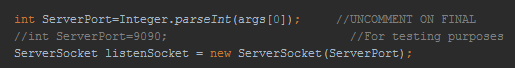 int ServerPort=Integer.parseInt(args[0]); //UNCOMMENT ON FINAL
//int ServerPort=9090; //For testing purposes
ServerSocket listenSocket = new ServerSocket(ServerPort);